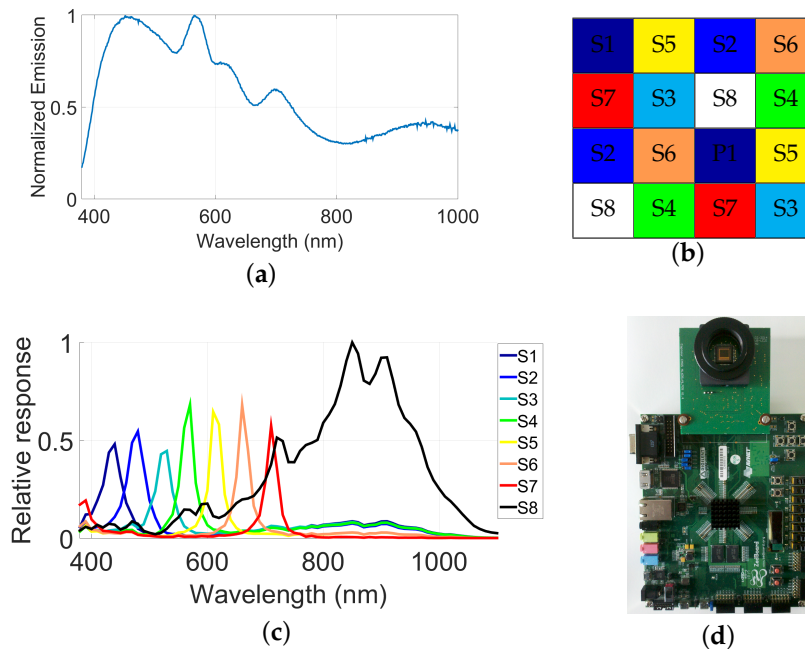 Normalized Emission
1
0.5
0
400 600 800 1000
Wavelength (nm)
(a)
S1 S5 S2 S6
S7 S3 S8 S4
S2 S6 P1 S5
S8 S4 S7 S3
(b)
Relative response
1
0.5
0
400 600 800 1000
Wavelength (nm)
S1
S2
S3
S4
S5
S6
S7
S8
(c)
(d)